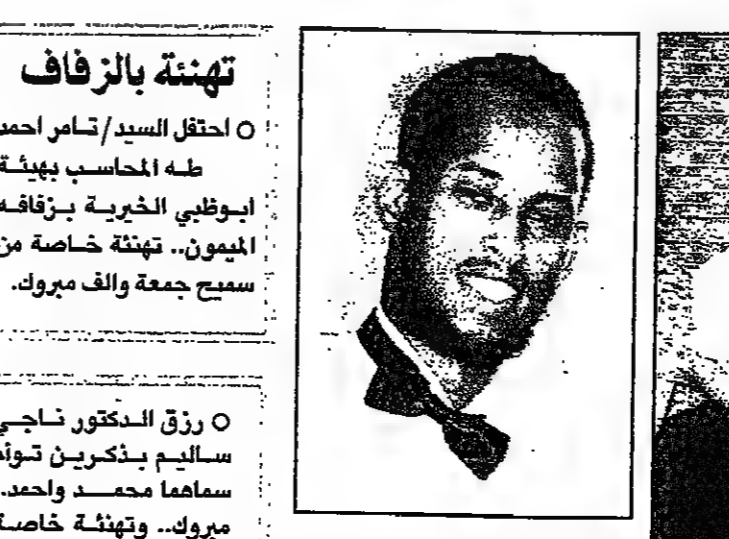 تهنئة بالزفاف
○ احتفل السيد/تامر احمد
طه المحاسب بهيئة
ابوظبي الخيرية بزفافه
الميمون.. تهنئة خاصة من
سميح جمعة والف مبروك.
○ رزق الدكتور ناجي
ساليم بذكرين
سماهما محمد واحمد.
مبروك.. وتهنئة خاصة